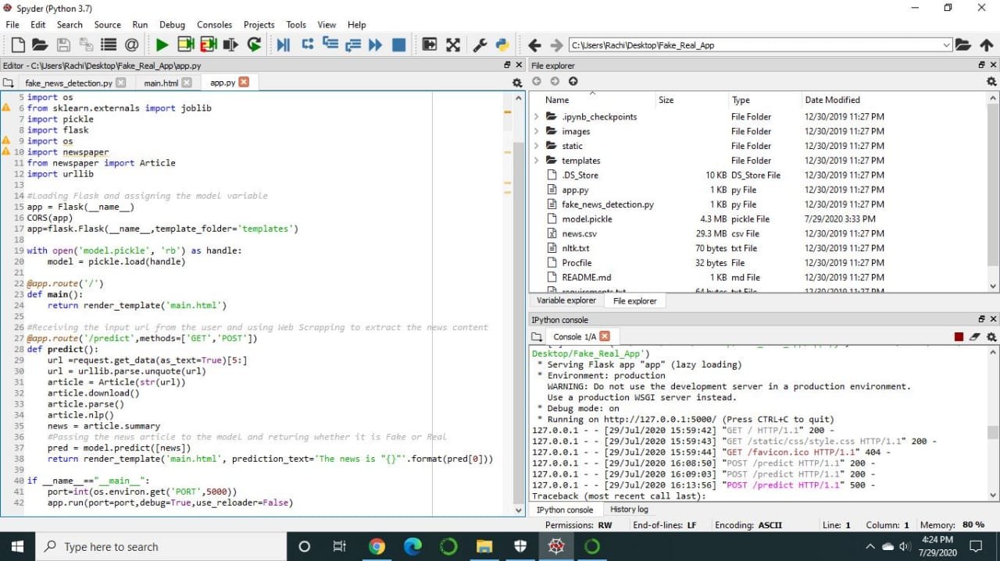 Spyder (Python 3.7)
File Edit Search Source Run Debug Consoles Projects Tools View Help
C:\Users\Rachi\Desktop\Fake_Real_App
Editor - C:\Users\Rachi\Desktop\Fake_Real_App\app.py
fake_news_detection.py main.html app.py
5 import os
6 from sklearn.externals import joblib
7 import pickle
8 import flask
9 import os
10 import newspaper
11 from newspaper import Article
12 import urllib
13
14 #Loading Flask and assigning the model variable
15 app = Flask(__name__)
16 CORS(app)
17 app=flask.Flask(__name__,template_folder='templates')
18
19 with open('model.pickle', 'rb') as handle:
20     model = pickle.load(handle)
21
22 @app.route('/')
23 def main():
24     return render_template('main.html')
25
26 #Receiving the input url from the user and using Web Scrapping to extract the news content
27 @app.route('/predict',methods=['GET','POST'])
28 def predict():
29     url =request.get_data(as_text=True)[5:]
30     url = urllib.parse.unquote(url)
31     article = Article(str(url))
32     article.download()
33     article.parse()
34     article.nlp()
35     news = article.summary
36     #Passing the news article to the model and returing whether it is Fake or Real
37     pred = model.predict([news])
38     return render_template('main.html', prediction_text='The news is "{}"'.format(pred[0]))
39
40 if __name__=="__main__":
41     port=int(os.environ.get('PORT',5000))
42     app.run(port=port,debug=True,use_reloader=False)
File explorer
Name Size Type Date Modified
.ipynb_checkpoints File Folder 12/30/2019 11:27 PM
images File Folder 12/30/2019 11:27 PM
static File Folder 12/30/2019 11:27 PM
templates File Folder 12/30/2019 11:27 PM
.DS_Store 10 KB DS_Store File 12/30/2019 11:27 PM
app.py 1 KB py File 12/30/2019 11:27 PM
fake_news_detection.py 1 KB py File 12/30/2019 11:27 PM
model.pickle 4.3 MB pickle File 7/29/2020 3:33 PM
news.csv 29.3 MB csv File 12/30/2019 11:27 PM
nltk.txt 70 bytes txt File 12/30/2019 11:27 PM
Procfile 32 bytes File 12/30/2019 11:27 PM
README.md 1 KB md File 12/30/2019 11:27 PM
requirements.txt 64 bytes txt File 12/30/2019 11:27 PM
Variable explorer File explorer
IPython console
Console 1/A
Desktop/Fake_Real_App')
* Serving Flask app "app" (lazy loading)
* Environment: production
WARNING: Do not use the development server in a production environment.
Use a production WSGI server instead.
* Debug mode: on
* Running on http://127.0.0.1:5000/ (Press CTRL+C to quit)
127.0.0.1 - - [29/Jul/2020 15:59:42] "GET / HTTP/1.1" 200 -
127.0.0.1 - - [29/Jul/2020 15:59:43] "GET /static/css/style.css HTTP/1.1" 200 -
127.0.0.1 - - [29/Jul/2020 15:59:44] "GET /favicon.ico HTTP/1.1" 404 -
127.0.0.1 - - [29/Jul/2020 16:08:50] "POST /predict HTTP/1.1" 200 -
127.0.0.1 - - [29/Jul/2020 16:09:03] "POST /predict HTTP/1.1" 200 -
127.0.0.1 - - [29/Jul/2020 16:13:56] "POST /predict HTTP/1.1" 500 -
Traceback (most recent call last):
IPython console History log
Permissions: RW End-of-lines: LF Encoding: ASCII Line: 1 Column: 1 Memory: 80 %
Type here to search
4:24 PM
7/29/2020